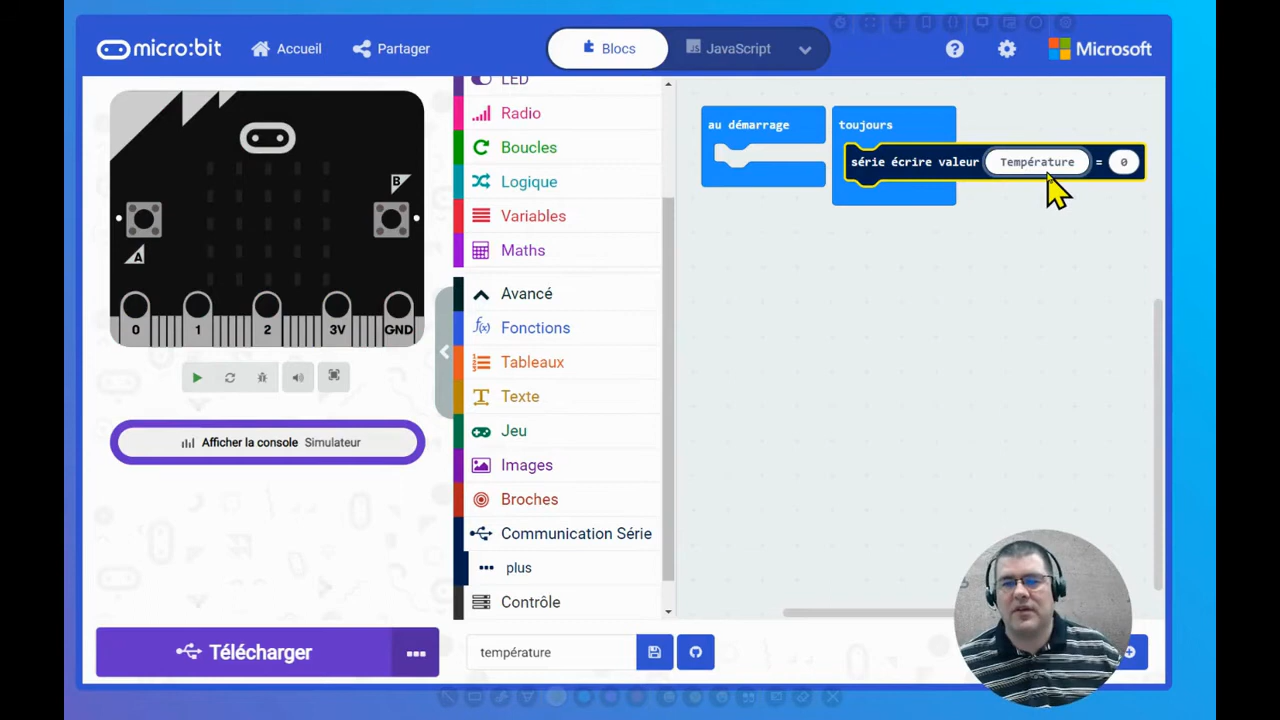 micro:bit
Accueil
Partager
Blocs
JavaScript
?
Microsoft
A
B
0
1
2
3V
GND
Afficher la console Simulateur
Télécharger
...
LED
Radio
Boucles
Logique
Variables
Maths
Avancé
f(x) Fonctions
Tableaux
Texte
Jeu
Images
Broches
Communication Série
plus
Contrôle
température
au démarrage
toujours
série écrire valeur Température = 0